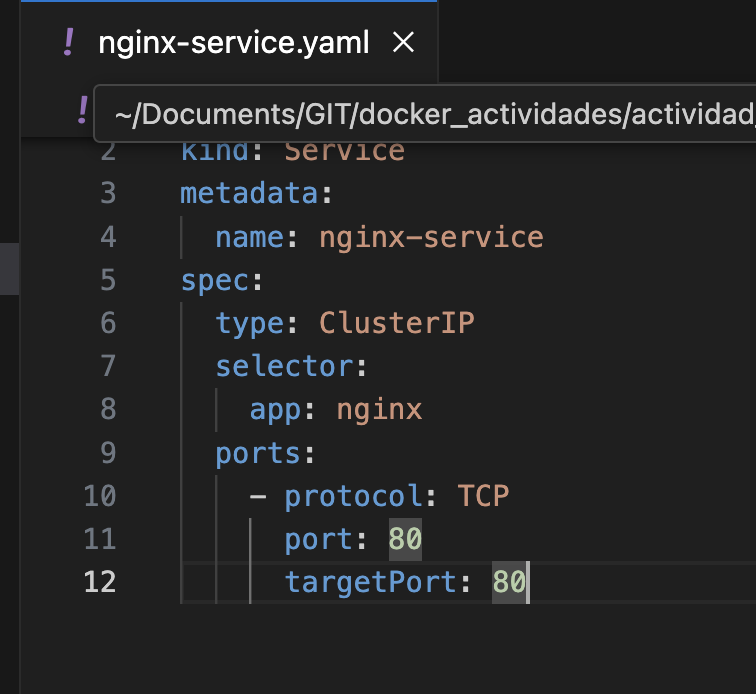 ! nginx-service.yaml ×
! ~/Documents/GIT/docker_actividades/actividad_
2 kind: Service
3 metadata:
4 name: nginx-service
5 spec:
6 type: ClusterIP
7 selector:
8 app: nginx
9 ports:
10 - protocol: TCP
11 port: 80
12 targetPort: 80